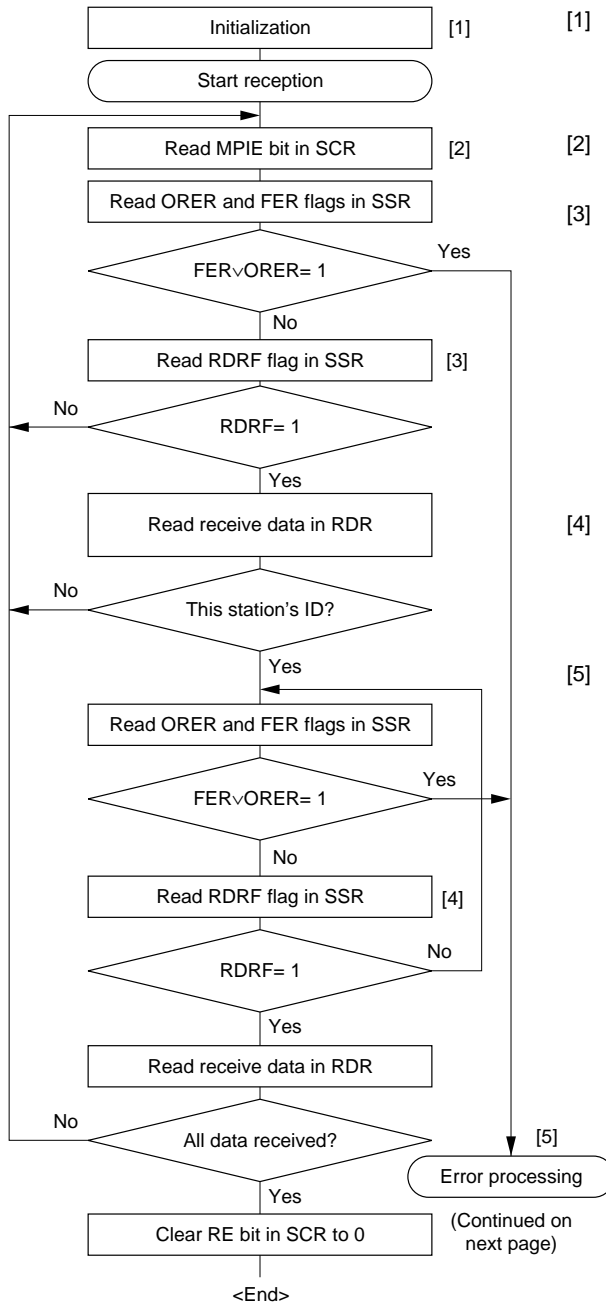 Initialization [1] [1]
Start reception
Read MPIE bit in SCR [2] [2]
Read ORER and FER flags in SSR [3]
Yes
FER∨ORER= 1
No
Read RDRF flag in SSR [3]
No
RDRF= 1
Yes
Read receive data in RDR [4]
No
This station's ID?
Yes [5]
Read ORER and FER flags in SSR
Yes
FER∨ORER= 1
No
Read RDRF flag in SSR [4]
No
RDRF= 1
Yes
Read receive data in RDR
No
All data received? [5]
Error processing
Yes
(Continued on
next page)
Clear RE bit in SCR to 0
<End>